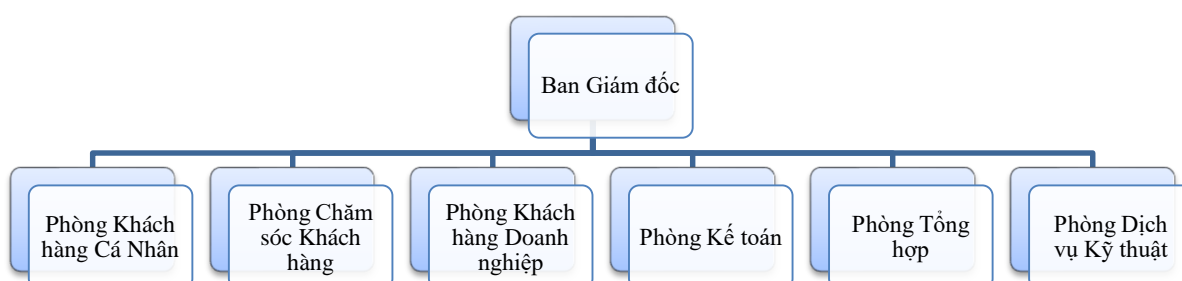 Ban Giám đốc
Phòng Khách
hàng Cá Nhân
Phòng Chăm
sóc Khách
hàng
Phòng Khách
hàng Doanh
nghiệp
Phòng Kế toán
Phòng Tổng
hợp
Phòng Dịch
vụ Kỹ thuật